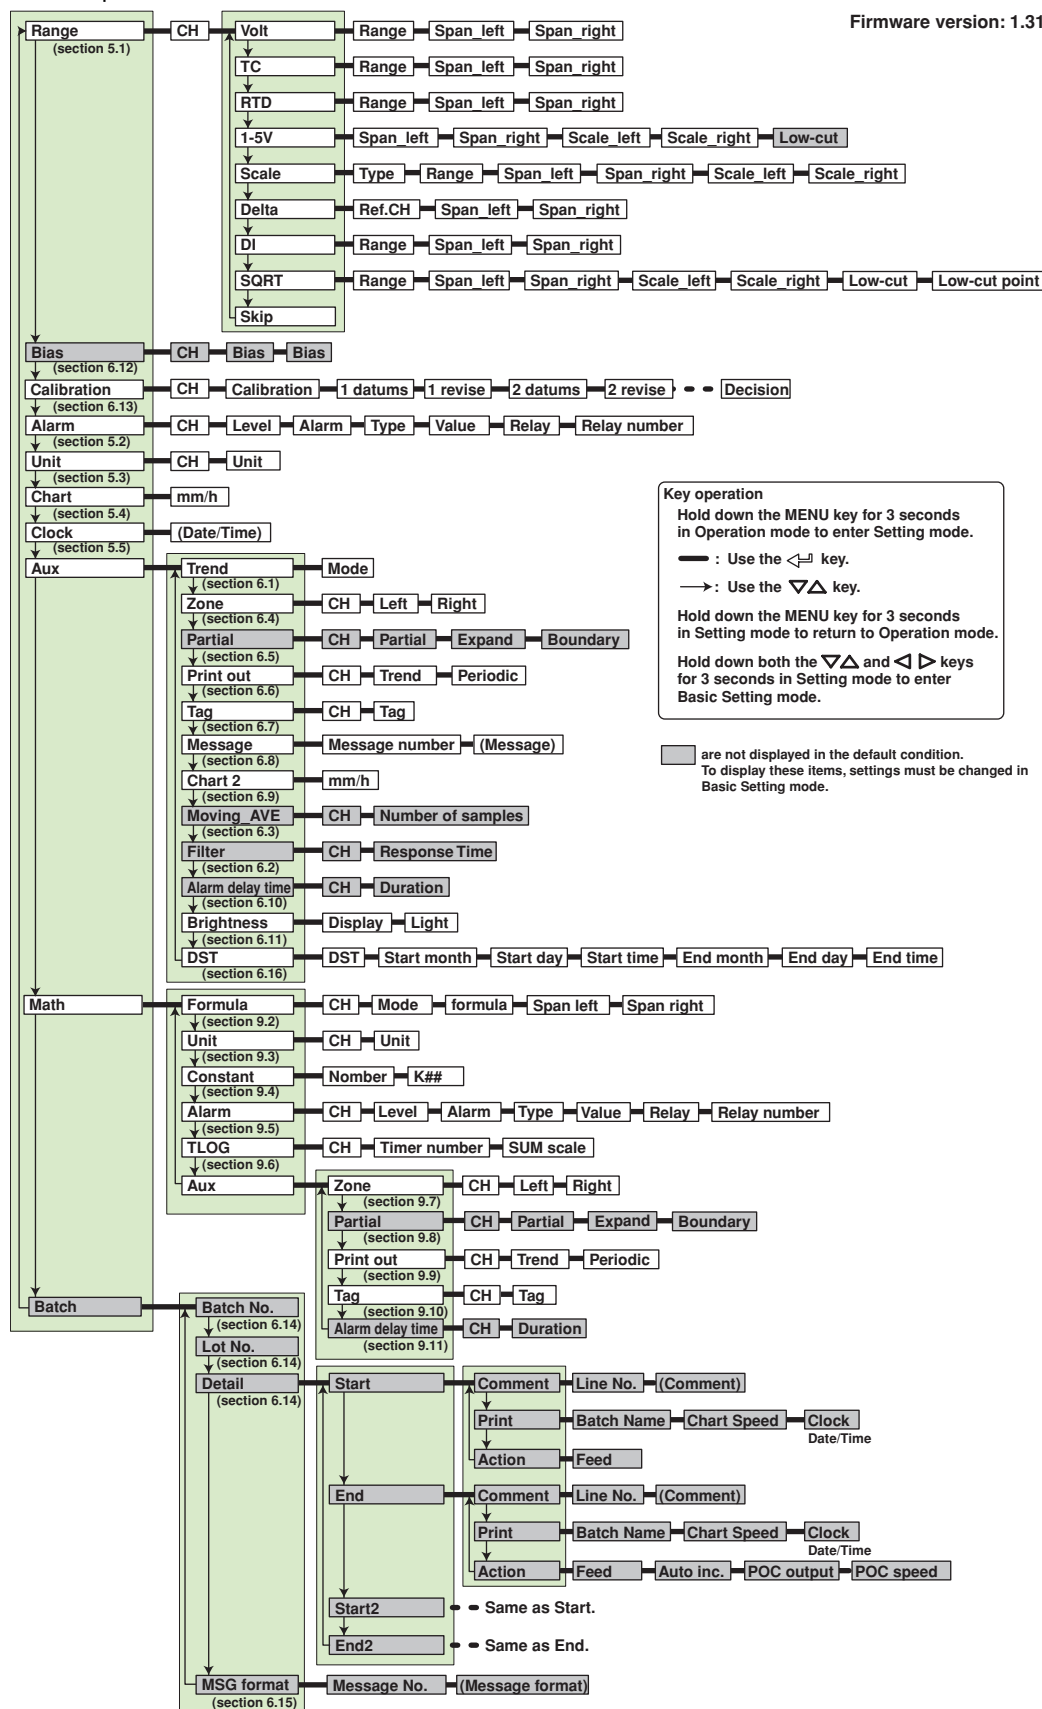 Firmware version: 1.31
Range CH Volt Range Span_left Span_right
(section 5.1)
TC Range Span_left Span_right
RTD Range Span_left Span_right
1-5V Span_left Span_right Scale_left Scale_right Low-cut
Scale Type Range Span_left Span_right Scale_left Scale_right
Delta Ref.CH Span_left Span_right
DI Range Span_left Span_right
SQRT Range Span_left Span_right Scale_left Scale_right Low-cut Low-cut point
Skip
Bias CH Bias Bias
(section 6.12)
Calibration CH Calibration 1 datums 1 revise 2 datums 2 revise Decision
(section 6.13)
Alarm CH Level Alarm Type Value Relay Relay number
(section 5.2)
Unit CH Unit
(section 5.3)
Chart mm/h
(section 5.4)
Clock (Date/Time)
(section 5.5)
Key operation
Hold down the MENU key for 3 seconds
in Operation mode to enter Setting mode.
: Use the key.
: Use the ▽△ key.
Hold down the MENU key for 3 seconds
in Setting mode to return to Operation mode.
Hold down both the ▽△ and ◁ ▷ keys
for 3 seconds in Setting mode to enter
Basic Setting mode.
are not displayed in the default condition.
To display these items, settings must be changed in
Basic Setting mode.
Aux Trend Mode
(section 6.1)
Zone CH Left Right
(section 6.4)
Partial CH Partial Expand Boundary
(section 6.5)
Print out CH Trend Periodic
(section 6.6)
Tag CH Tag
(section 6.7)
Message Message number (Message)
(section 6.8)
Chart 2 mm/h
(section 6.9)
Moving_AVE CH Number of samples
(section 6.3)
Filter CH Response Time
(section 6.2)
Alarm delay time CH Duration
(section 6.10)
Brightness Display Light
(section 6.11)
DST DST Start month Start day Start time End month End day End time
(section 6.16)
Math Formula CH Mode formula Span left Span right
(section 9.2)
Unit CH Unit
(section 9.3)
Constant Nomber K##
(section 9.4)
Alarm CH Level Alarm Type Value Relay Relay number
(section 9.5)
TLOG CH Timer number SUM scale
(section 9.6)
Aux Zone CH Left Right
(section 9.7)
Partial CH Partial Expand Boundary
(section 9.8)
Print out CH Trend Periodic
(section 9.9)
Tag CH Tag
(section 9.10)
Alarm delay time CH Duration
(section 9.11)
Batch Batch No.
(section 6.14)
Lot No.
(section 6.14)
Detail Start Comment Line No. (Comment)
(section 6.14)
Print Batch Name Chart Speed Clock
Date/Time
Action Feed
End Comment Line No. (Comment)
Print Batch Name Chart Speed Clock
Date/Time
Action Feed Auto inc. POC output POC speed
Start2 Same as Start.
End2 Same as End.
MSG format Message No. (Message format)
(section 6.15)